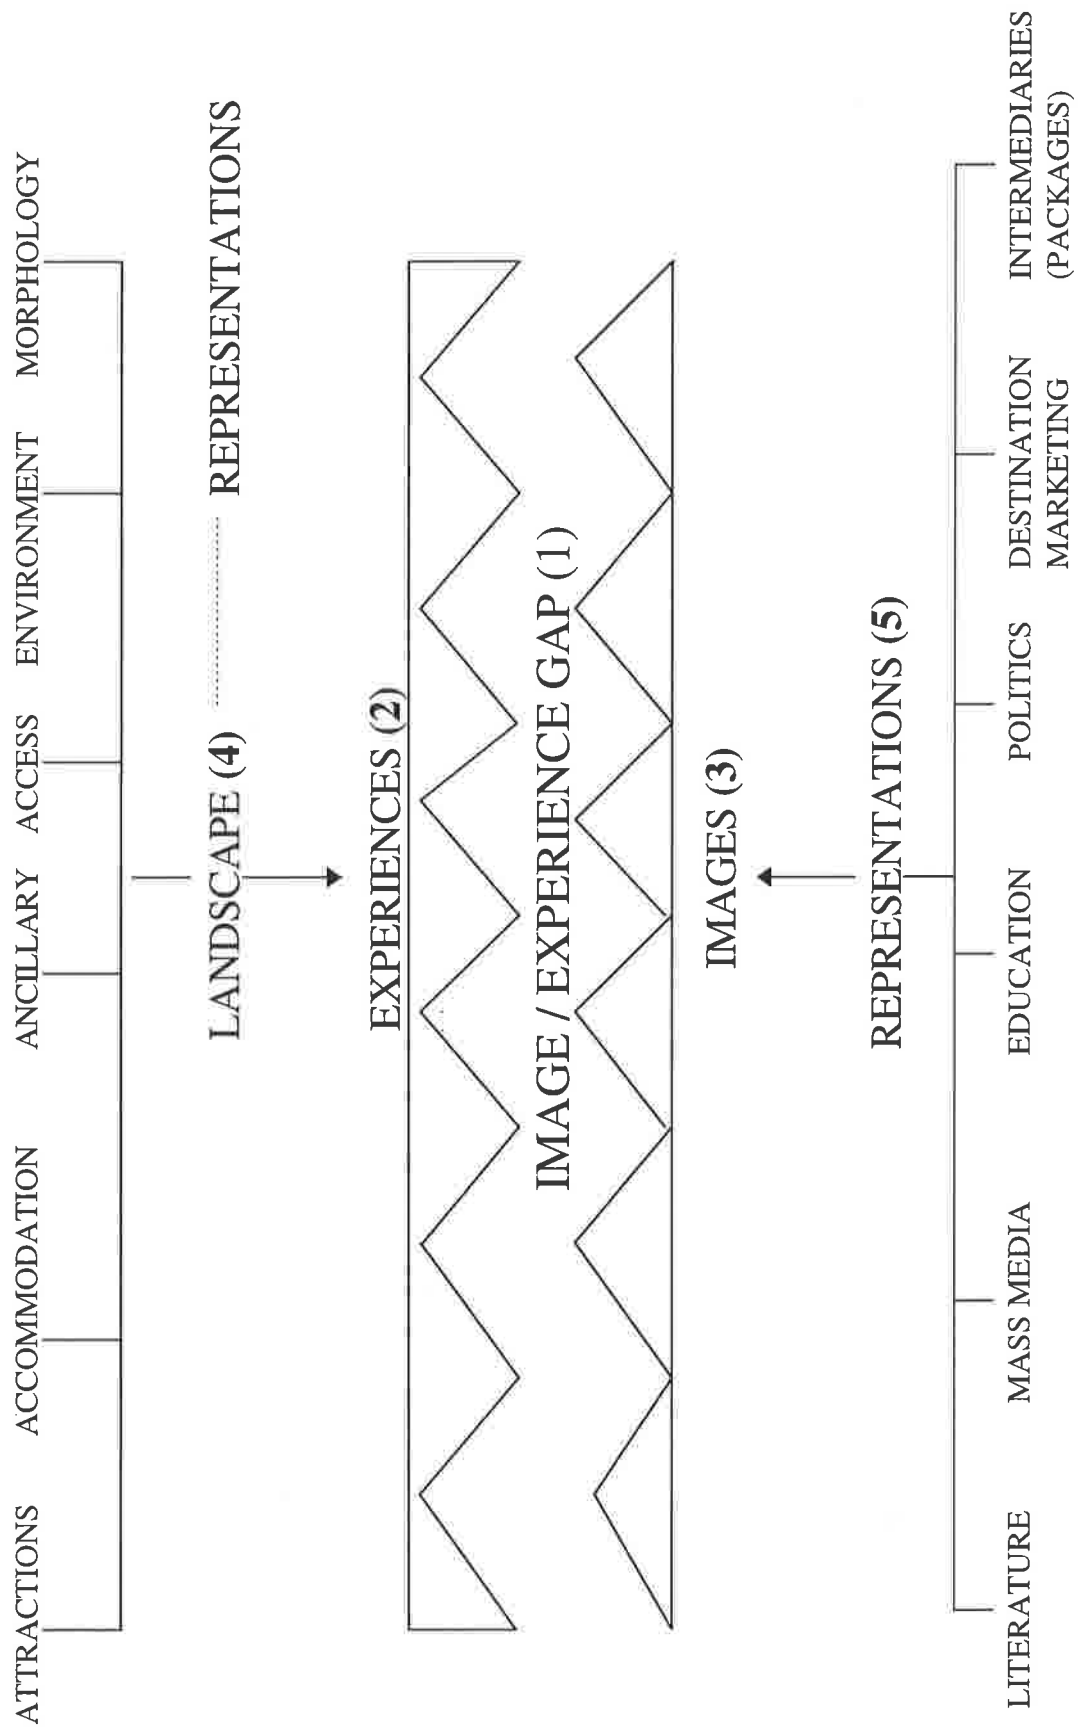 ATTRACTIONS ACCOMMODATION ANCILLARY ACCESS ENVIRONMENT MORPHOLOGY
LANDSCAPE (4) REPRESENTATIONS
EXPERIENCES (2)
IMAGE / EXPERIENCE GAP (1)
IMAGES (3)
REPRESENTATIONS (5)
LITERATURE MASS MEDIA EDUCATION POLITICS DESTINATION INTERMEDIARIES
MARKETING (PACKAGES)